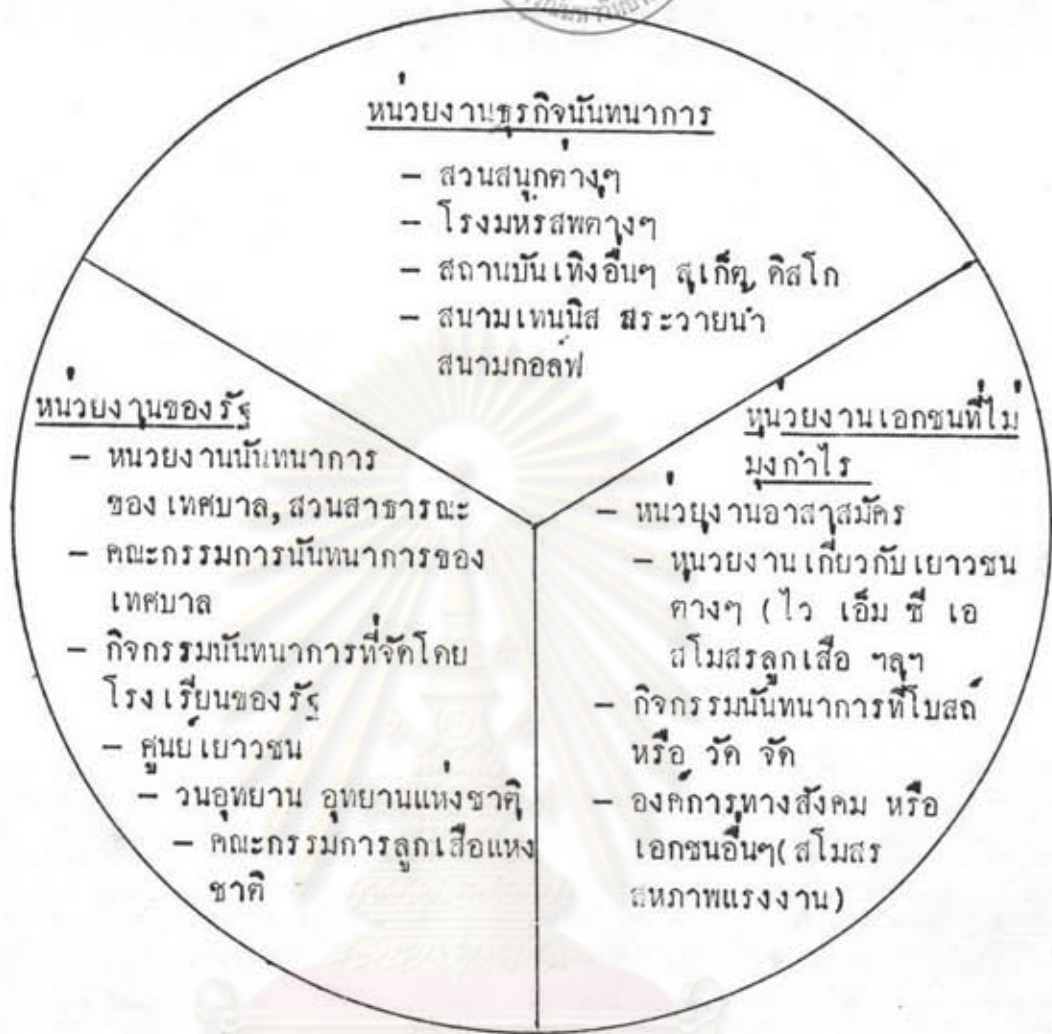 หน่วยงานธุรกิจนันทนาการ
- สวนสนุกต่างๆ
- โรงมหรสพต่างๆ
- สถานบันเทิงอื่นๆ สเก็ต, ดิสโก
- สนามเทนนิส สระว่ายน้ำ
สนามกอล์ฟ
หน่วยงานของรัฐ
- หน่วยงานนันทนาการ
ของเทศบาล, สวนสาธารณะ
- คณะกรรมการนันทนาการของ
เทศบาล
- กิจกรรมนันทนาการที่จัดโดย
โรงเรียนของรัฐ
- ศูนย์เยาวชน
- วนอุทยาน อุทยานแห่งชาติ
- คณะกรรมการลูกเสือแห่ง
ชาติ
หน่วยงานเอกชนที่ไม่
มุ่งกำไร
- หน่วยงานอาสาสมัคร
- หน่วยงานเกี่ยวกับเยาวชน
ต่างๆ (ไว เอ็ม ซี เอ
สโมสรลูกเสือ ฯลฯ
- กิจกรรมนันทนาการที่โบสถ์
หรือ วัด จัด
- องค์การทางสังคม หรือ
เอกชนอื่นๆ(สโมสร
สหภาพแรงงาน)